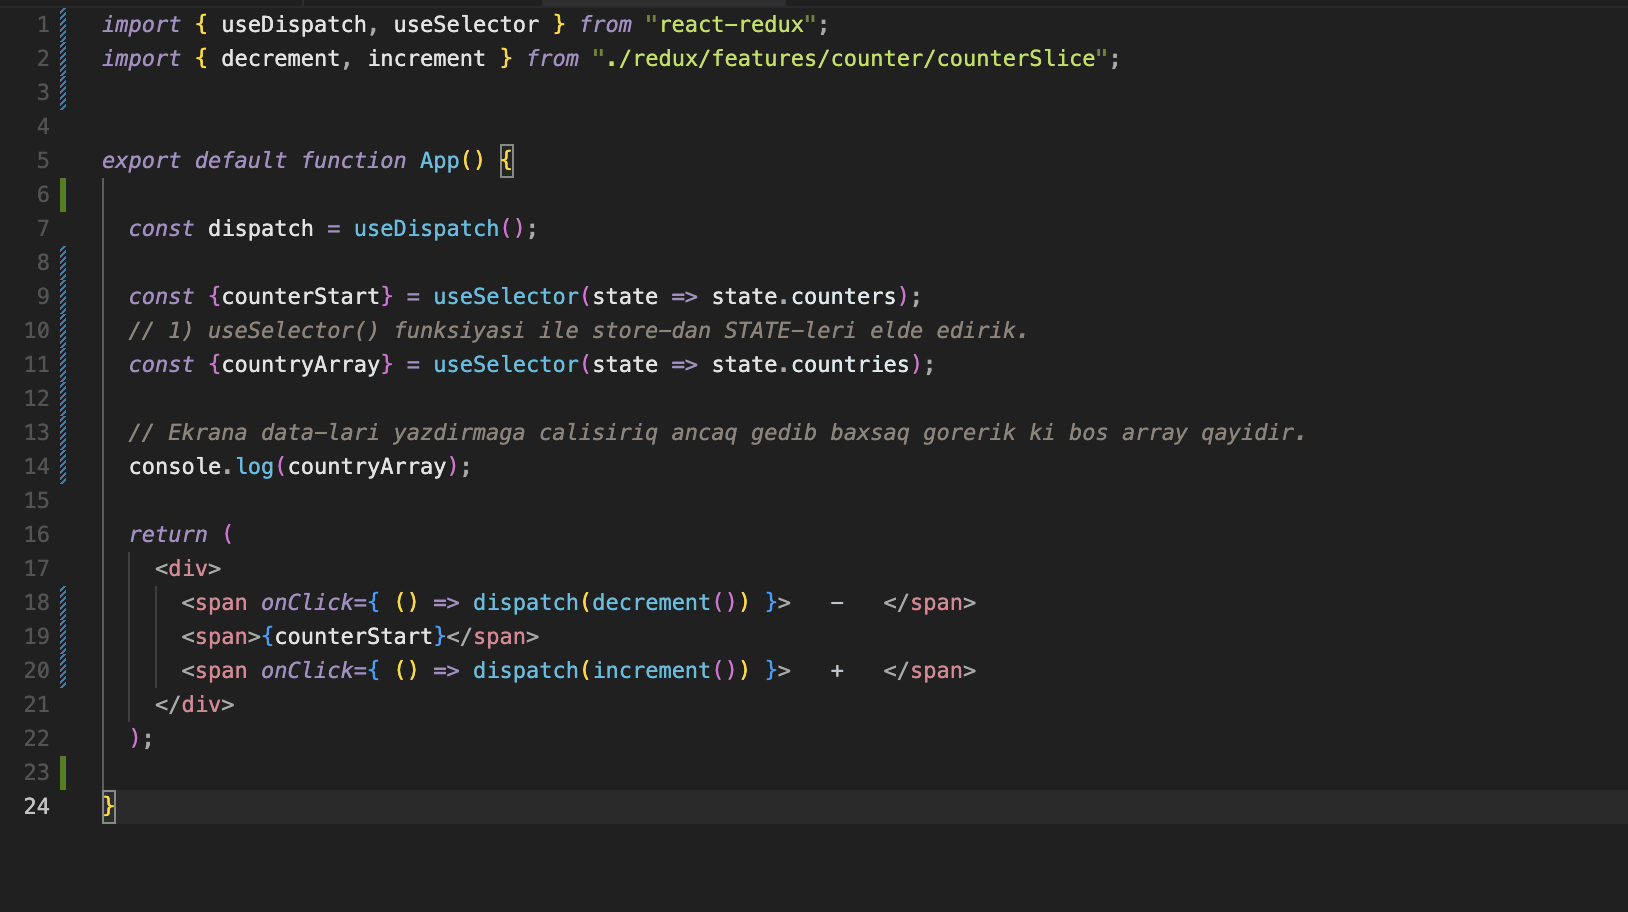 1 import { useDispatch, useSelector } from "react-redux";
2 import { decrement, increment } from "./redux/features/counter/counterSlice";
3
4
5 export default function App() {
6
7 const dispatch = useDispatch();
8
9 const {counterStart} = useSelector(state => state.counters);
10 // 1) useSelector() funksiyasi ile store-dan STATE-leri elde edirik.
11 const {countryArray} = useSelector(state => state.countries);
12
13 // Ekrana data-lari yazdirmaga calisiriq ancaq gedib baxsaq gorerik ki bos array qayidir.
14 console.log(countryArray);
15
16 return (
17 <div>
18 <span onClick={ () => dispatch(decrement()) }> - </span>
19 <span>{counterStart}</span>
20 <span onClick={ () => dispatch(increment()) }> + </span>
21 </div>
22 );
23
24 }